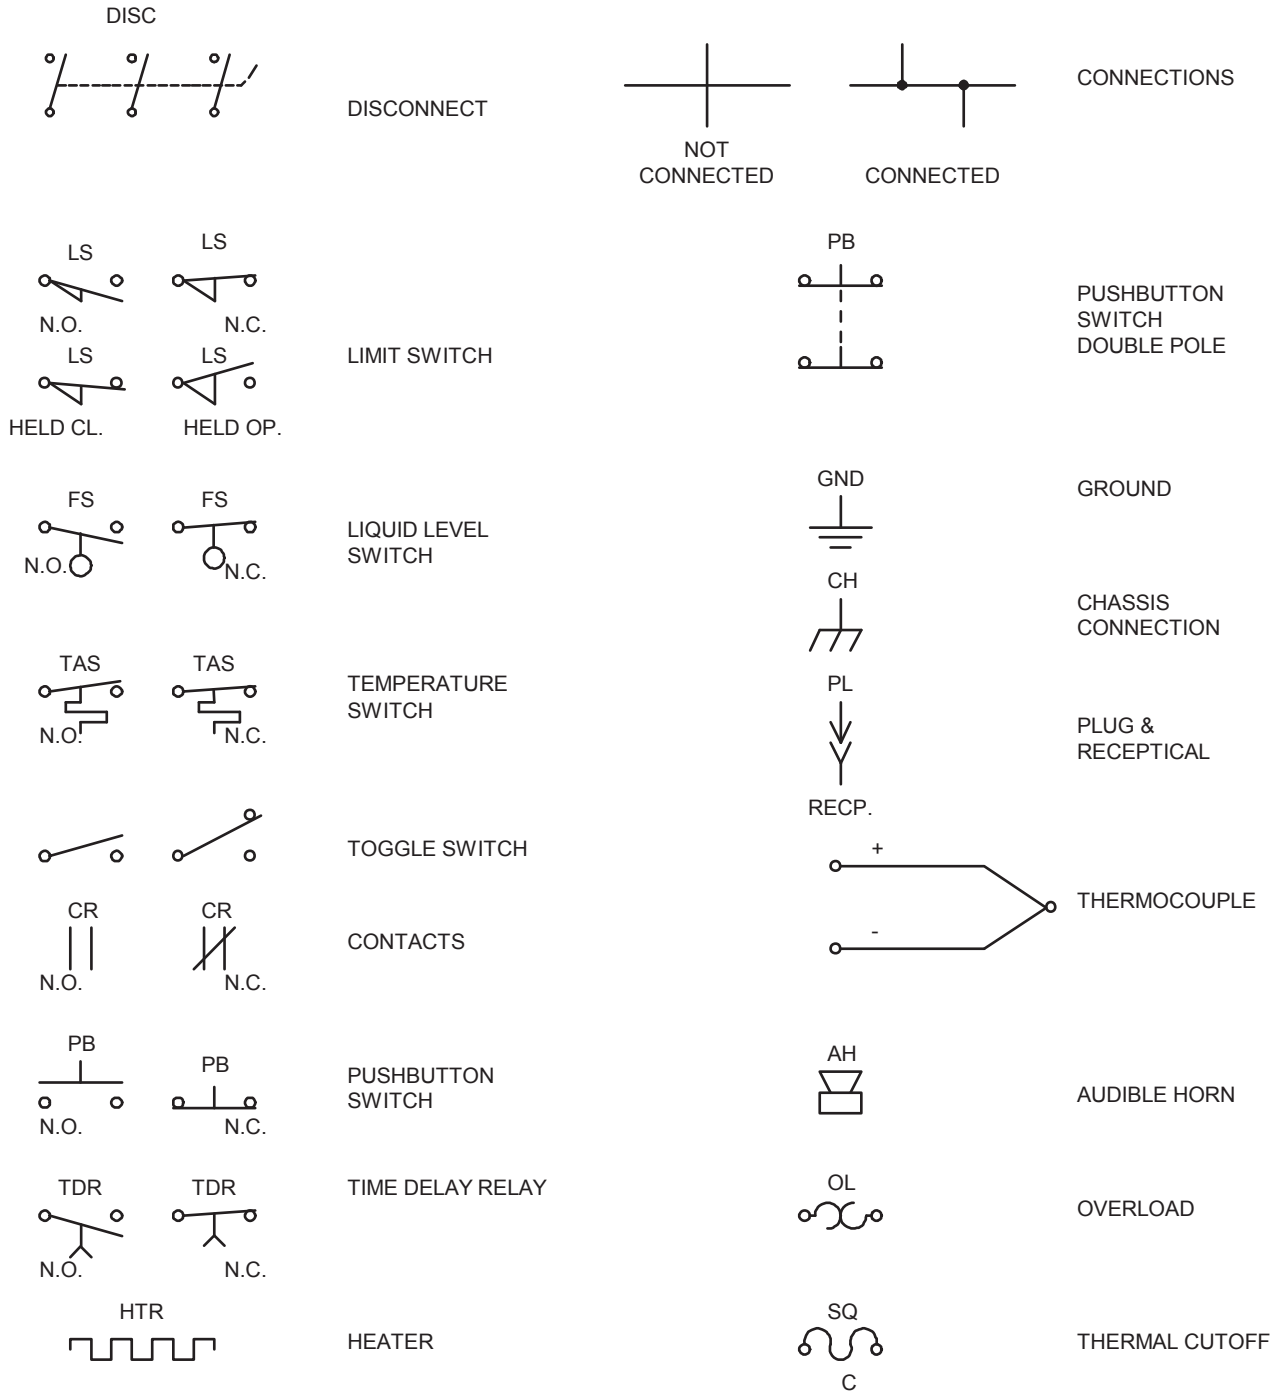 DISC
DISCONNECT
LS LS
N.O. N.C.
LS LS
LIMIT SWITCH
HELD CL. HELD OP.
FS FS
N.O. N.C.
LIQUID LEVEL
SWITCH
TAS TAS
N.O. N.C.
TEMPERATURE
SWITCH
TOGGLE SWITCH
CR CR
N.O. N.C.
CONTACTS
PB PB
N.O. N.C.
PUSHBUTTON
SWITCH
TDR TDR
N.O. N.C.
TIME DELAY RELAY
HTR
HEATER
NOT
CONNECTED
CONNECTED
CONNECTIONS
PB
PUSHBUTTON
SWITCH
DOUBLE POLE
GND
GROUND
CH
CHASSIS
CONNECTION
PL
RECP.
PLUG &
RECEPTICAL
+
-
THERMOCOUPLE
AH
AUDIBLE HORN
OL
OVERLOAD
SQ
C
THERMAL CUTOFF